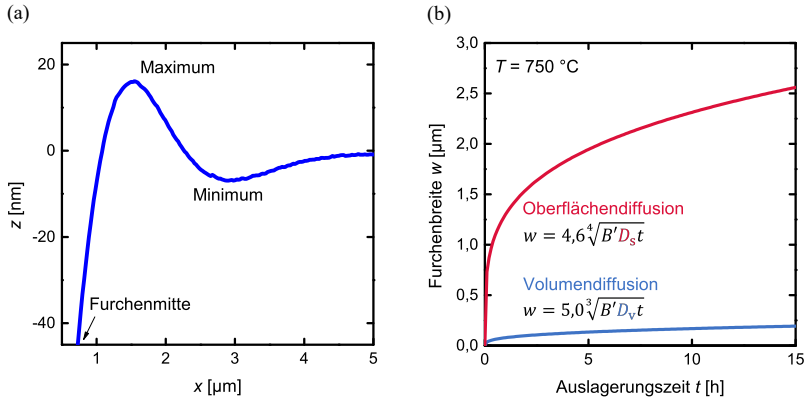 (a)
20
0
-20
-40
z [nm]
Maximum
Minimum
Furchenmitte
1
2
3
4
5
x [µm]
(b)
3,0
2,5
2,0
1,5
1,0
0,5
0,0
Furchenbreite w [µm]
T = 750 °C
Oberflächendiffusion
w = 4,6∜B′Dₛt
Volumendiffusion
w = 5,0∛B′Dᵥt
0
5
10
15
Auslagerungszeit t [h]